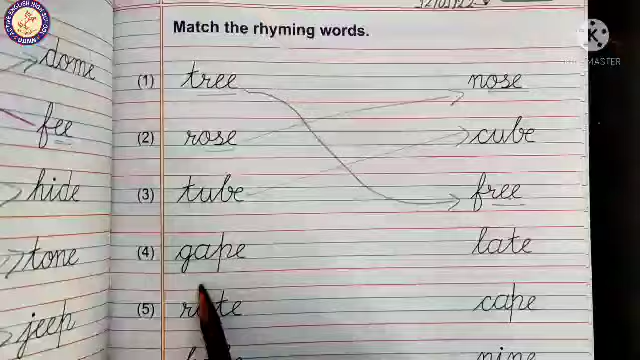 Match the rhyming words.
dome
(1) tree nose
fee
(2) rose cube
hide
(3) tube free
tone
(4) gape late
jeep
(5) cape
nine